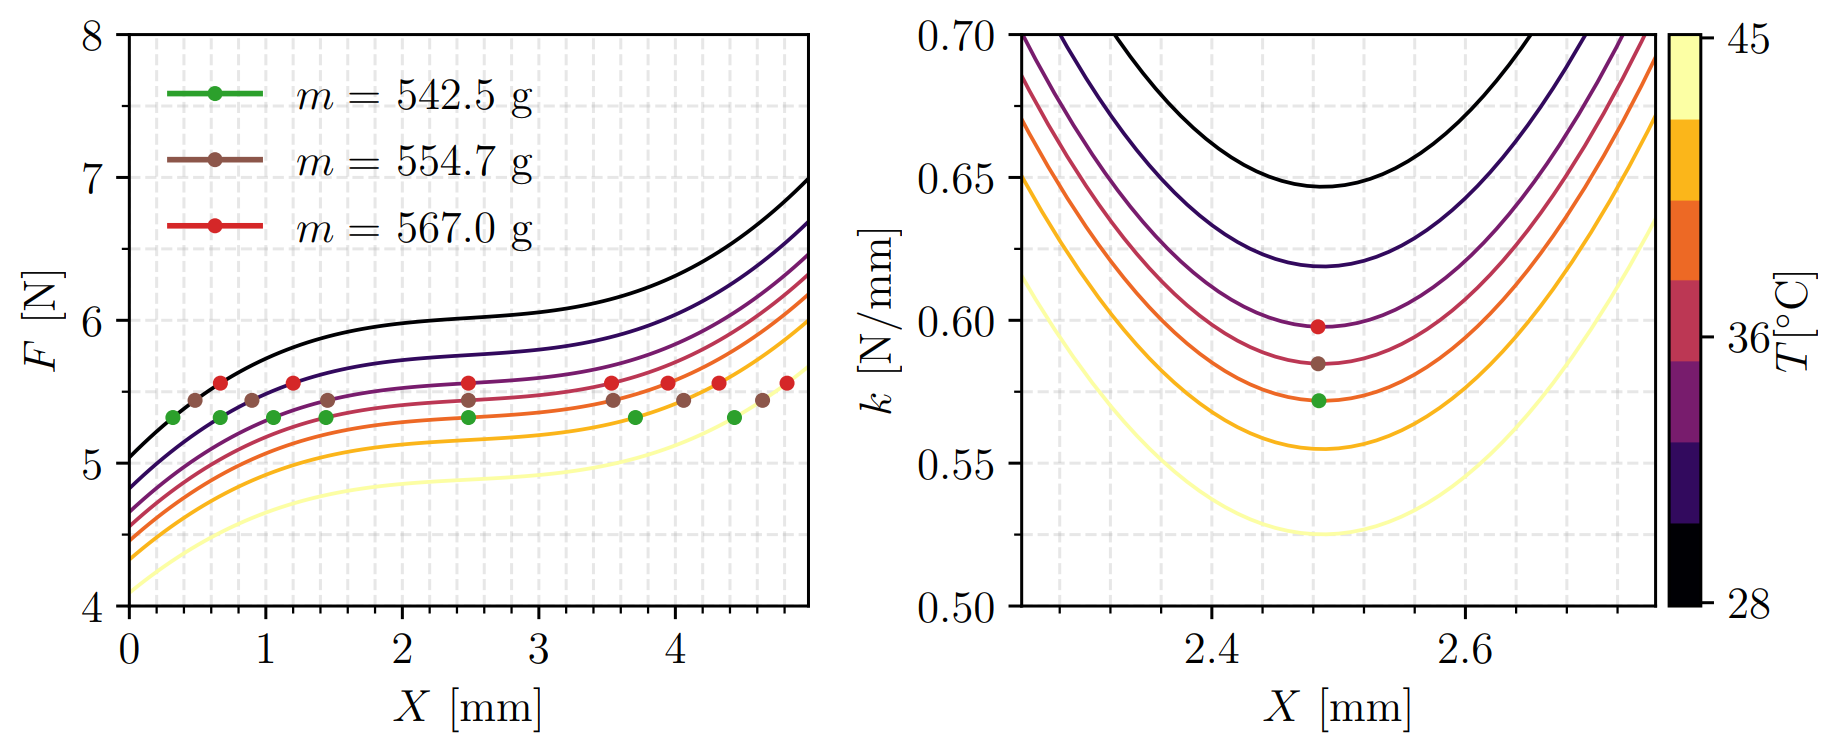 8
7
6
5
4
F [N]
m = 542.5 g
m = 554.7 g
m = 567.0 g
0 1 2 3 4
X [mm]
0.70
0.65
0.60
0.55
0.50
k [N/mm]
2.4 2.6
X [mm]
45
36
28
T[°C]